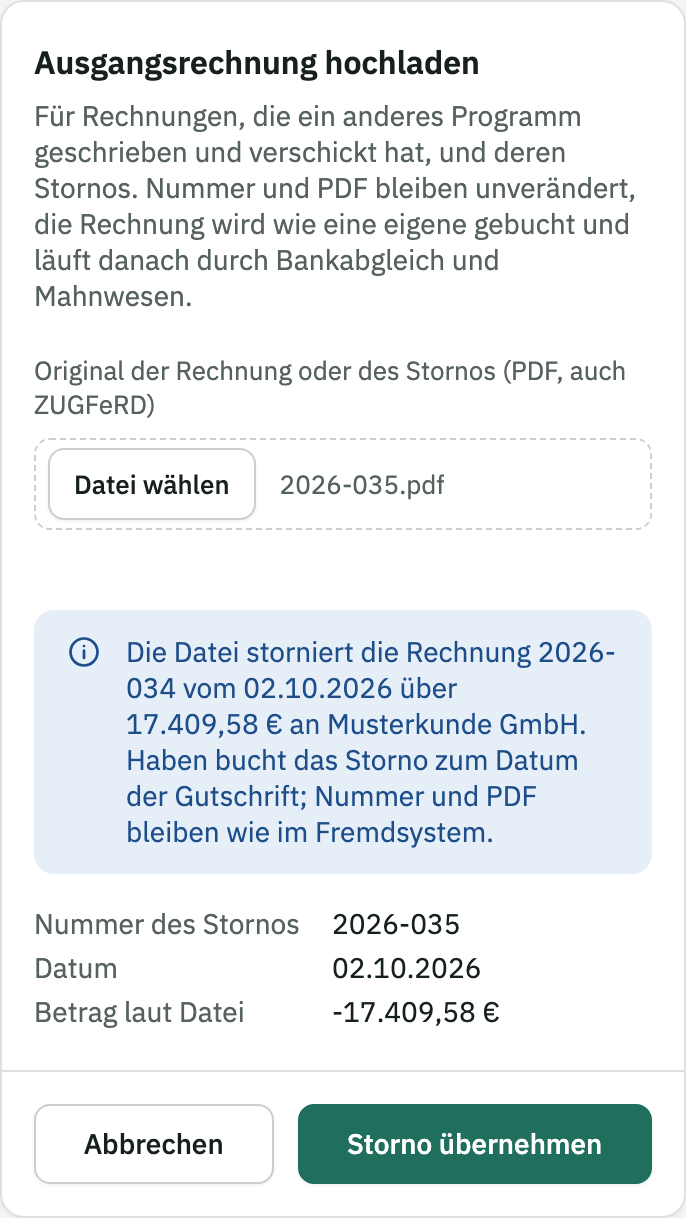 Ausgangsrechnung hochladen
Für Rechnungen, die ein anderes Programm
geschrieben und verschickt hat, und deren
Stornos. Nummer und PDF bleiben unverändert,
die Rechnung wird wie eine eigene gebucht und
läuft danach durch Bankabgleich und
Mahnwesen.
Original der Rechnung oder des Stornos (PDF, auch
ZUGFeRD)
Datei wählen 2026-035.pdf
Die Datei storniert die Rechnung 2026-
034 vom 02.10.2026 über
17.409,58 € an Musterkunde GmbH.
Haben bucht das Storno zum Datum
der Gutschrift; Nummer und PDF
bleiben wie im Fremdsystem.
Nummer des Stornos 2026-035
Datum 02.10.2026
Betrag laut Datei -17.409,58 €
Abbrechen Storno übernehmen